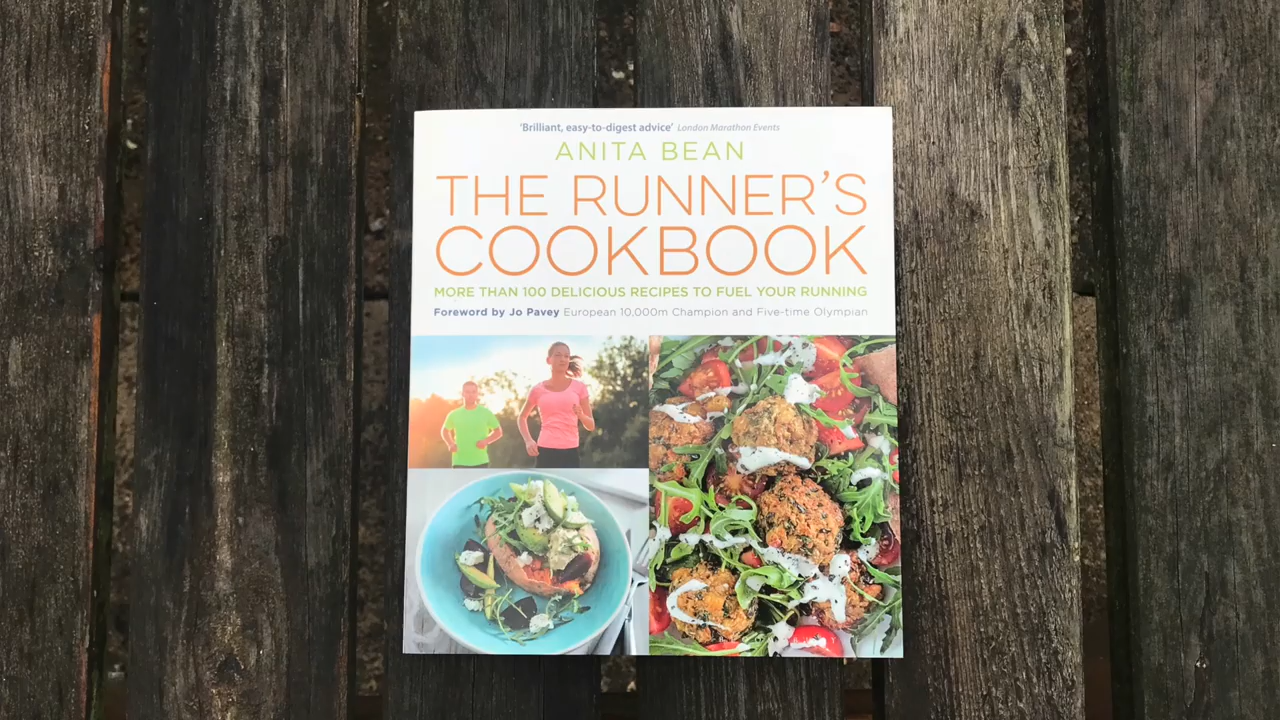 'Brilliant, easy-to-digest advice' London Marathon Events
ANITA BEAN
THE RUNNER'S
COOKBOOK
MORE THAN 100 DELICIOUS RECIPES TO FUEL YOUR RUNNING
Foreword by Jo Pavey European 10,000m Champion and Five-time Olympian